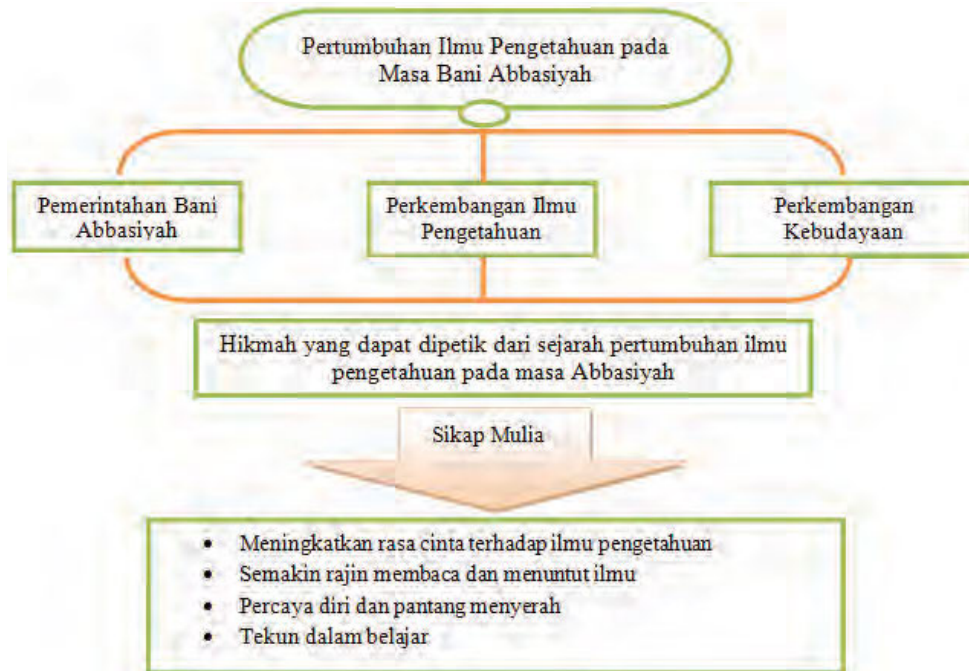 Pertumbuhan Ilmu Pengetahuan pada
Masa Bani Abbasiyah
Pemerintahan Bani
Abbasiyah
Perkembangan Ilmu
Pengetahuan
Perkembangan
Kebudayaan
Hikmah yang dapat dipetik dari sejarah pertumbuhan ilmu
pengetahuan pada masa Abbasiyah
Sikap Mulia
• Meningkatkan rasa cinta terhadap ilmu pengetahuan
• Semakin rajin membaca dan menuntut ilmu
• Percaya diri dan pantang menyerah
• Tekun dalam belajar